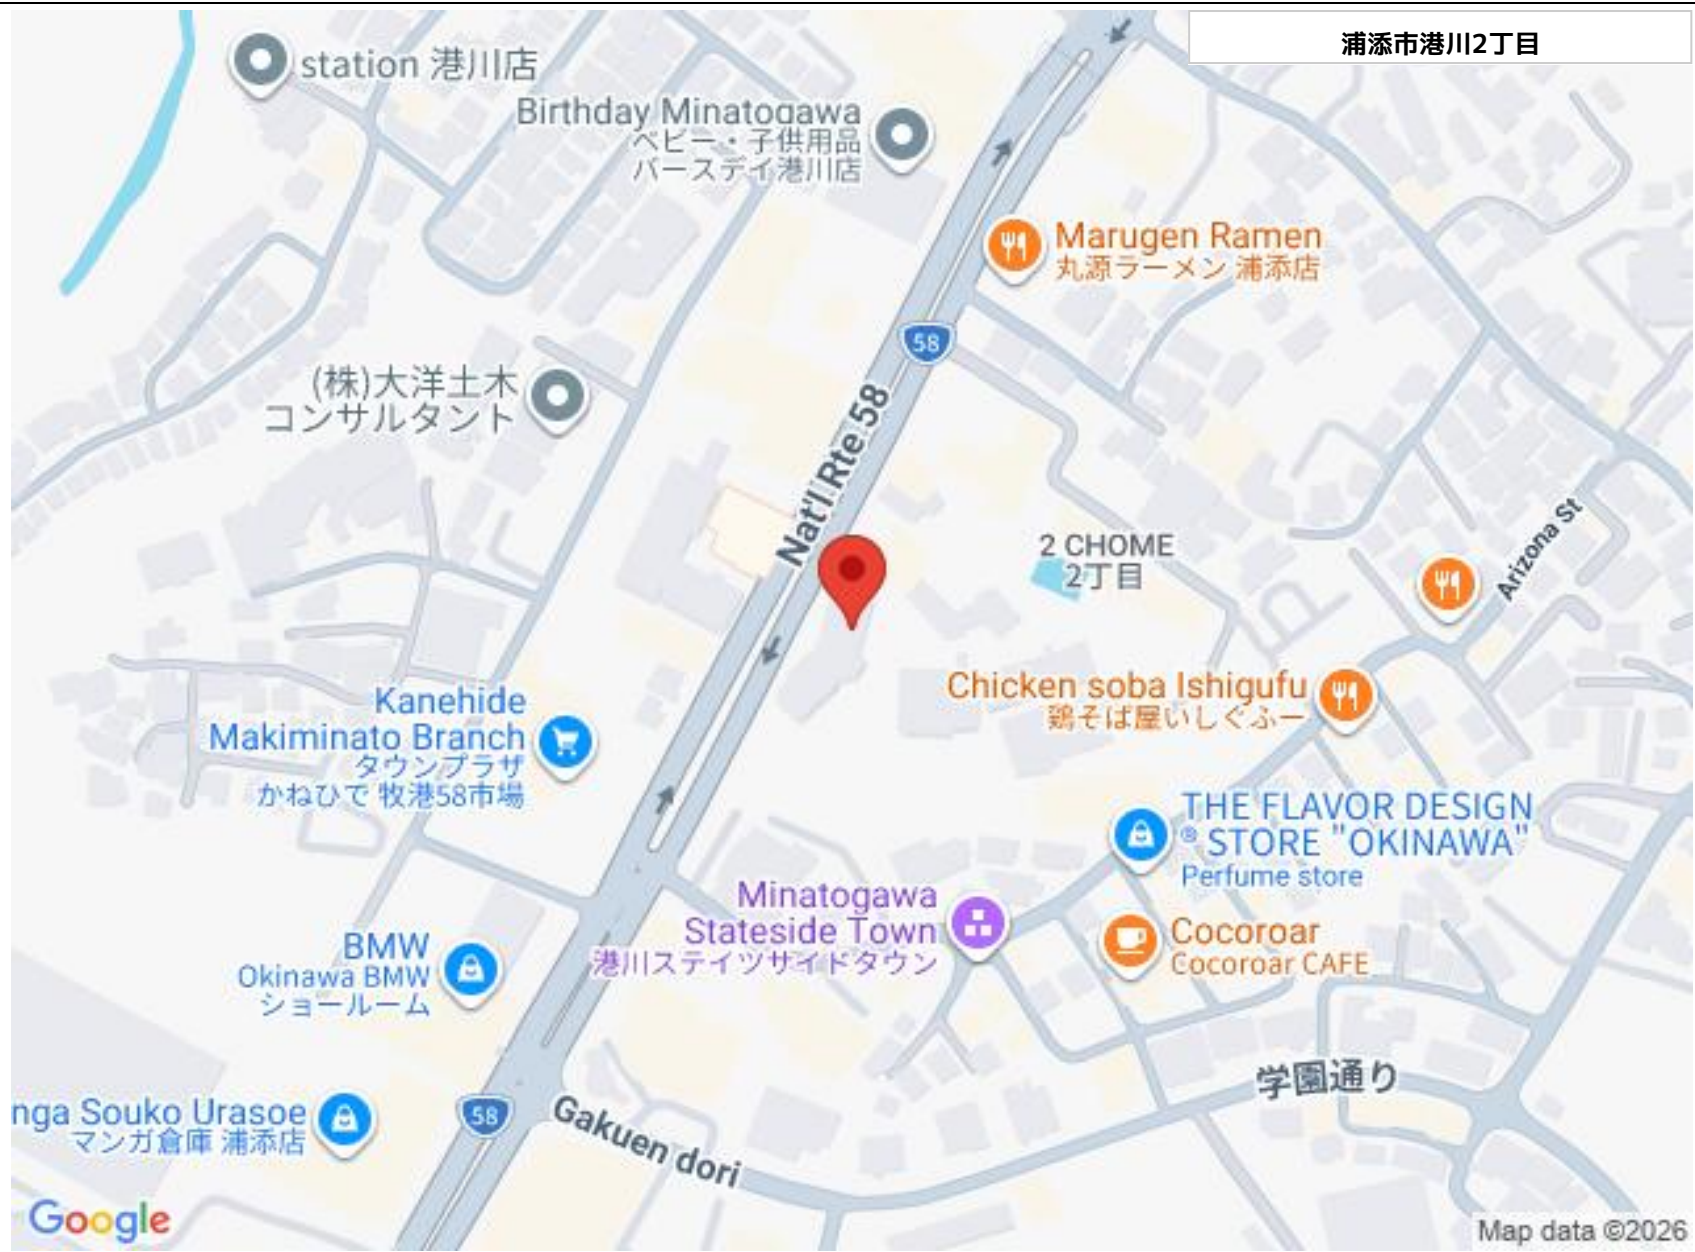 浦添市港川2丁目
station 港川店
Birthday Minatogawa
ベビー・子供用品
バースデイ港川店
Marugen Ramen
丸源ラーメン 浦添店
58
(株)大洋土木
コンサルタント
Nat'l Rte 58
2 CHOME
2丁目
Arizona St
Chicken soba Ishigufu
鶏そば屋いしぐふー
Kanehide
Makiminato Branch
タウンプラザ
かねひで 牧港58市場
THE FLAVOR DESIGN
® STORE "OKINAWA"
Perfume store
Minatogawa
Stateside Town
港川ステイツサイドタウン
Cocoroar
Cocoroar CAFE
BMW
Okinawa BMW
ショールーム
学園通り
nga Souko Urasoe
マンガ倉庫 浦添店
58
Gakuen dori
Google
Map data ©2026